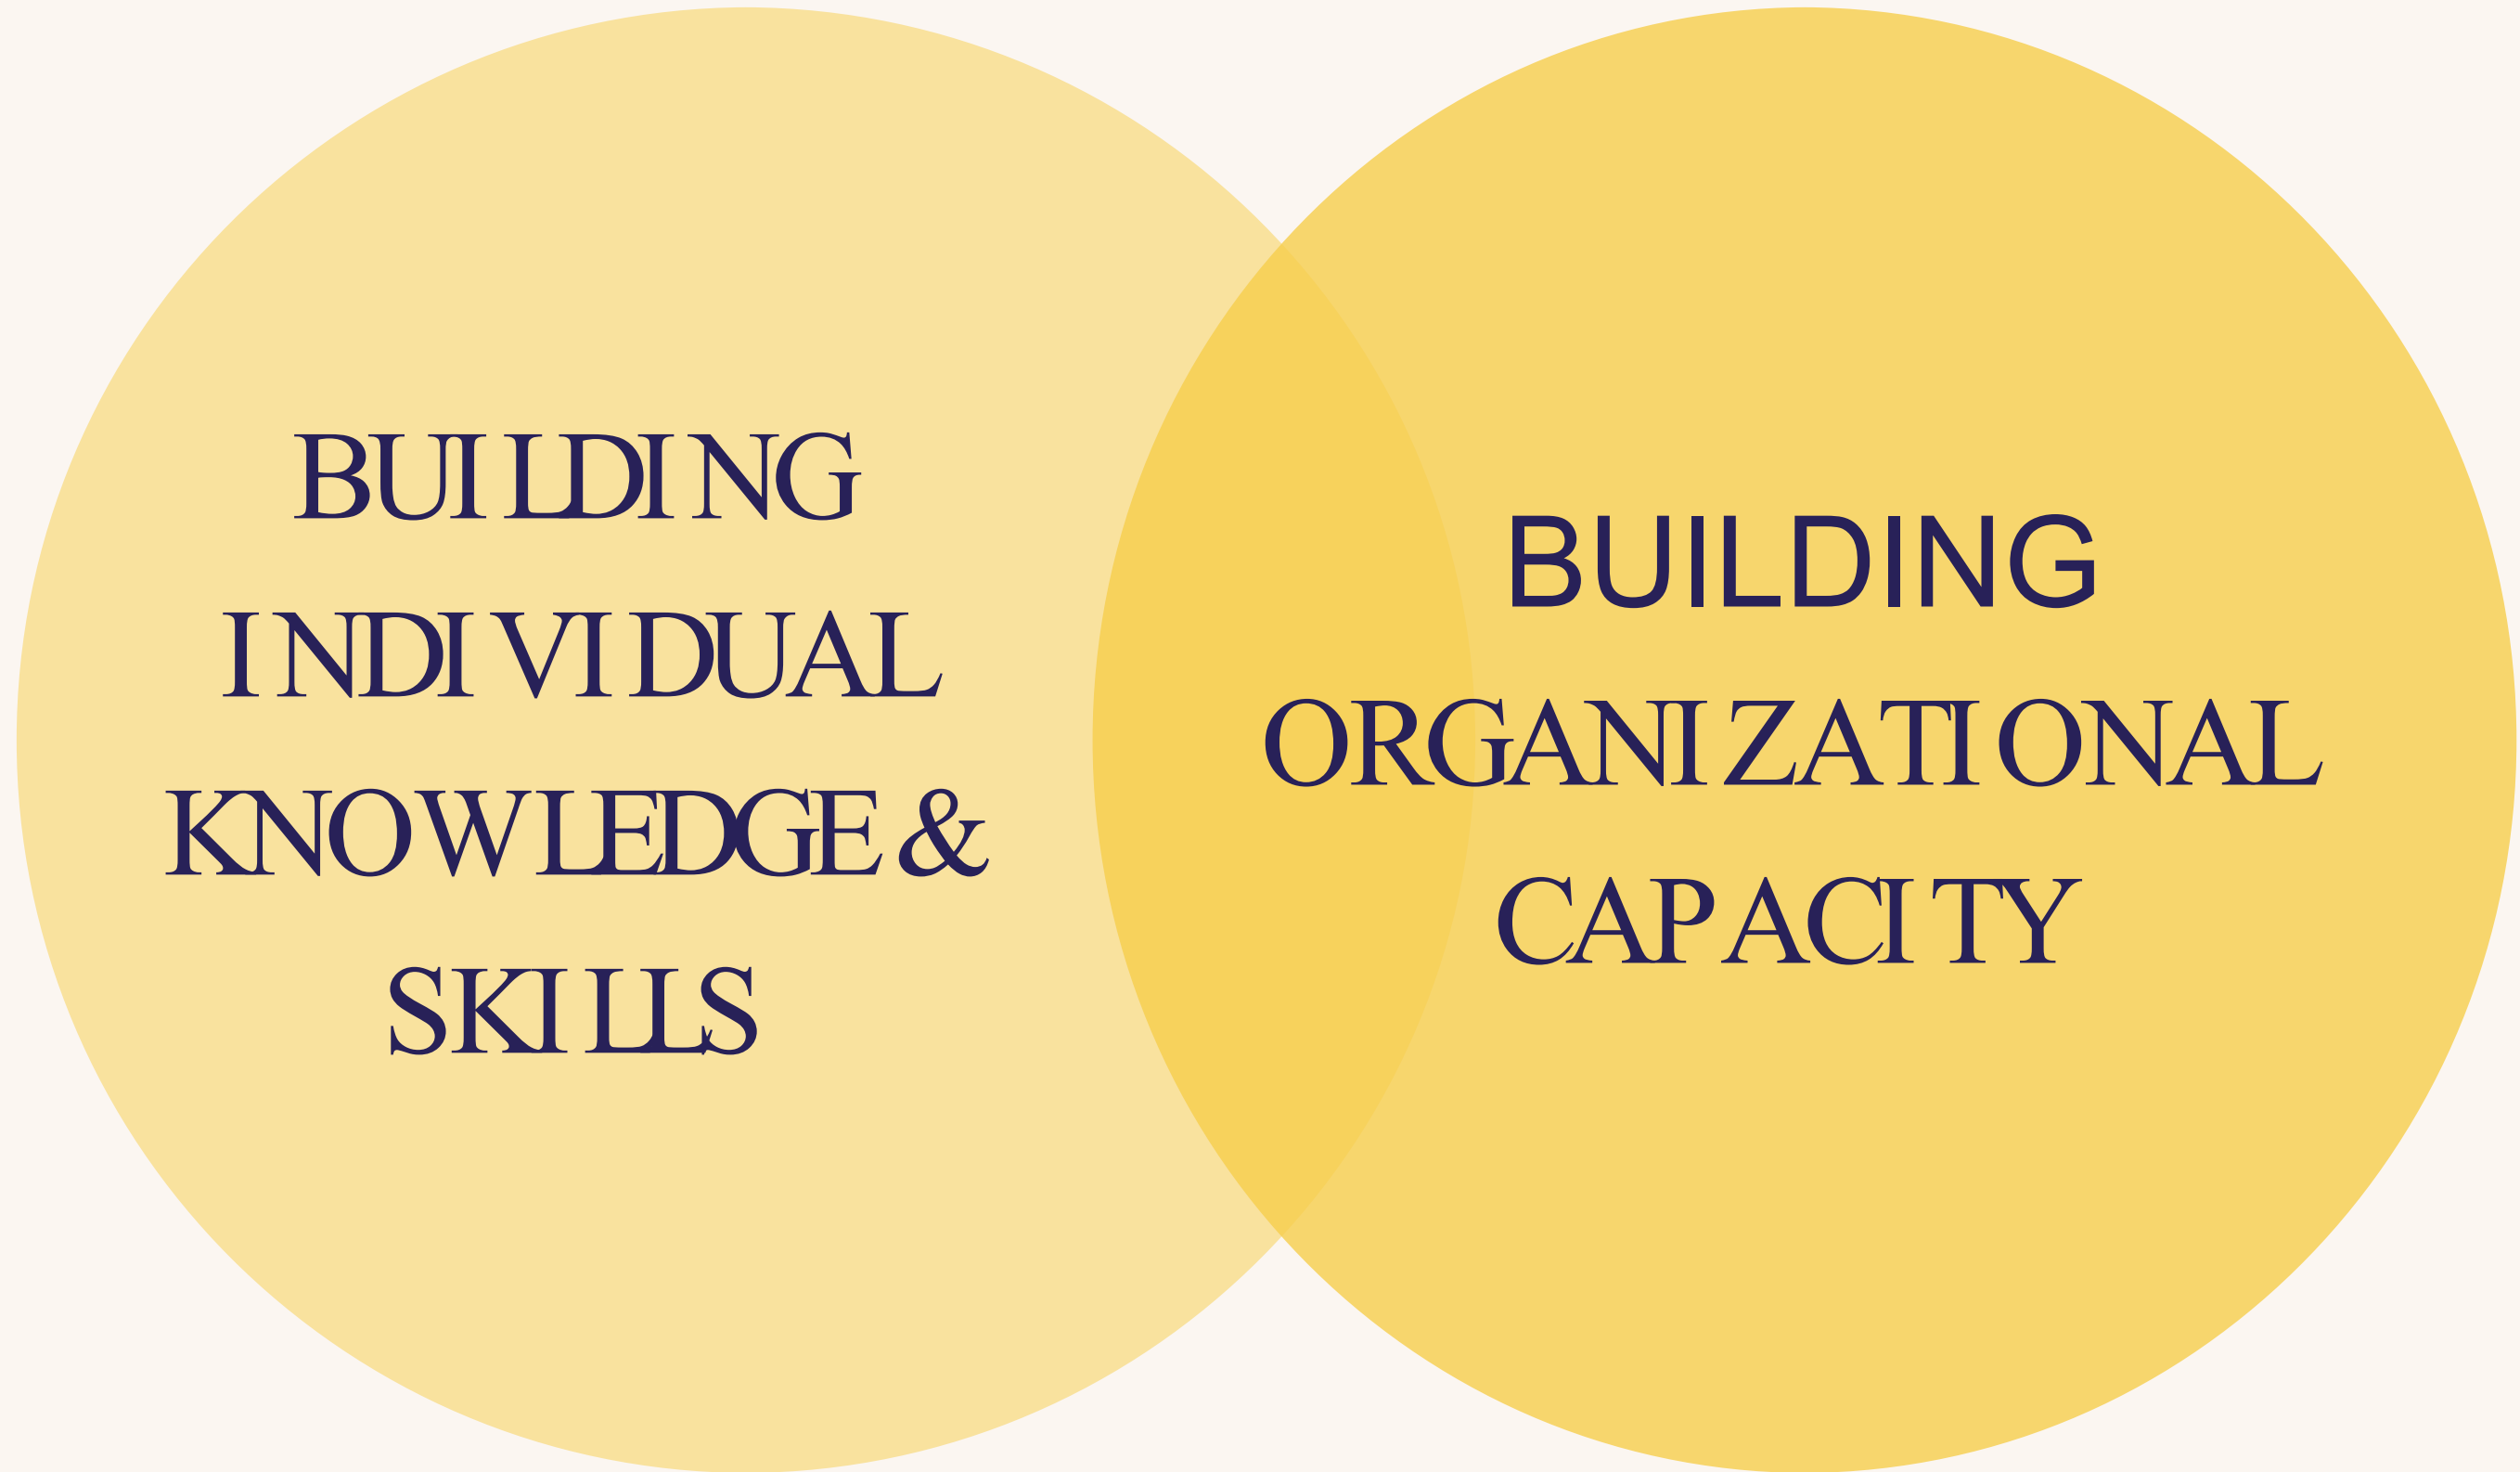 BUILDING
INDIVIDUAL
KNOWLEDGE &
SKILLS
BUILDING
ORGANIZATIONAL
CAPACITY